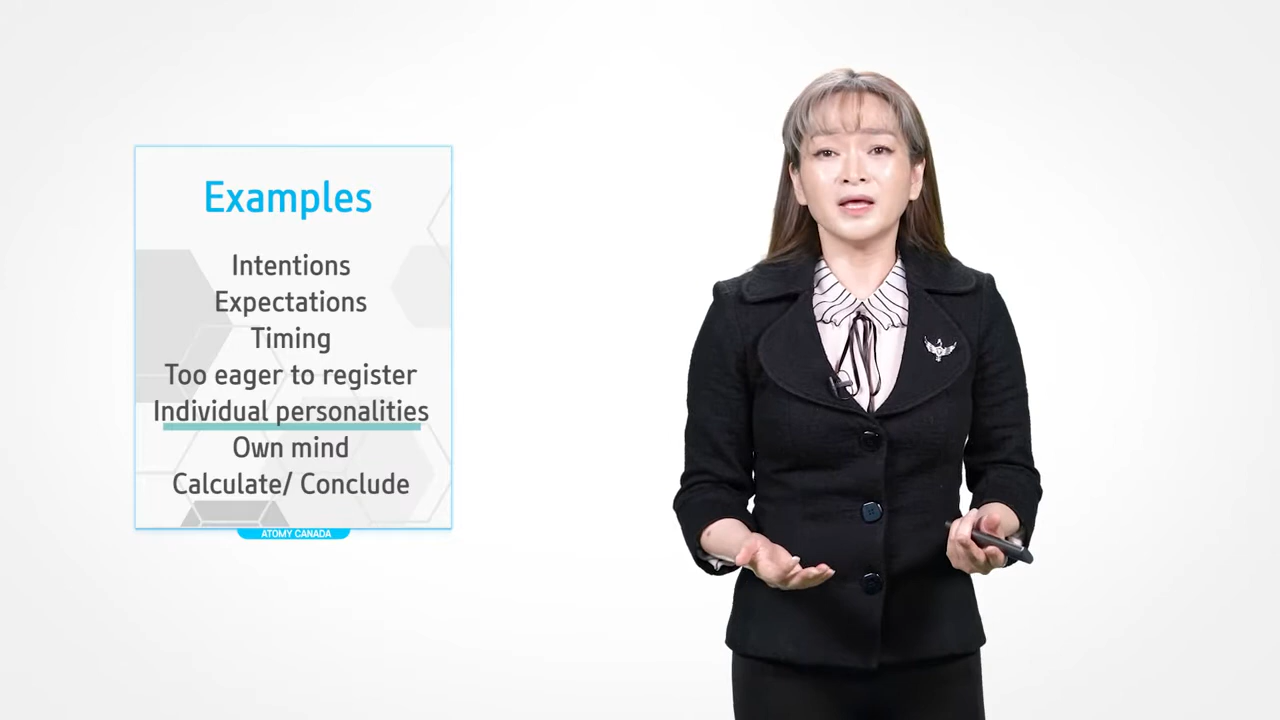 Examples
Intentions
Expectations
Timing
Too eager to register
Individual personalities
Own mind
Calculate/ Conclude
ATOMY CANADA